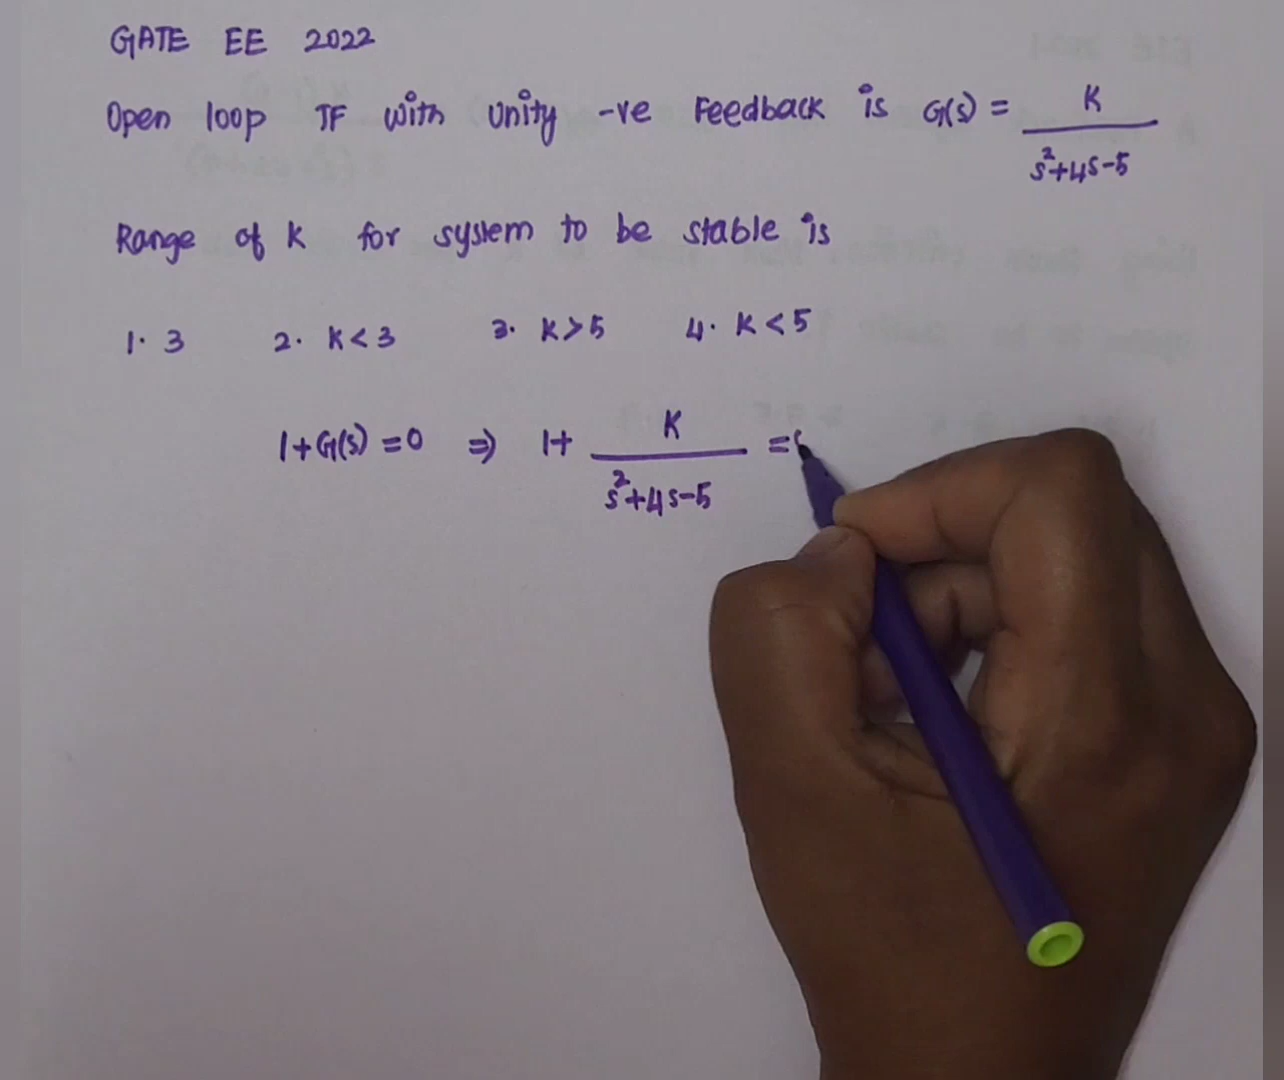 GATE EE 2022
Open loop TF with Unity -ve Feedback is G(s) = K / s²+4s-5
Range of K for system to be stable is
1. 3 2. K<3 3. K>5 4. K<5
1+G(s) =0 ⇒ 1+ K / s²+4s-5 =